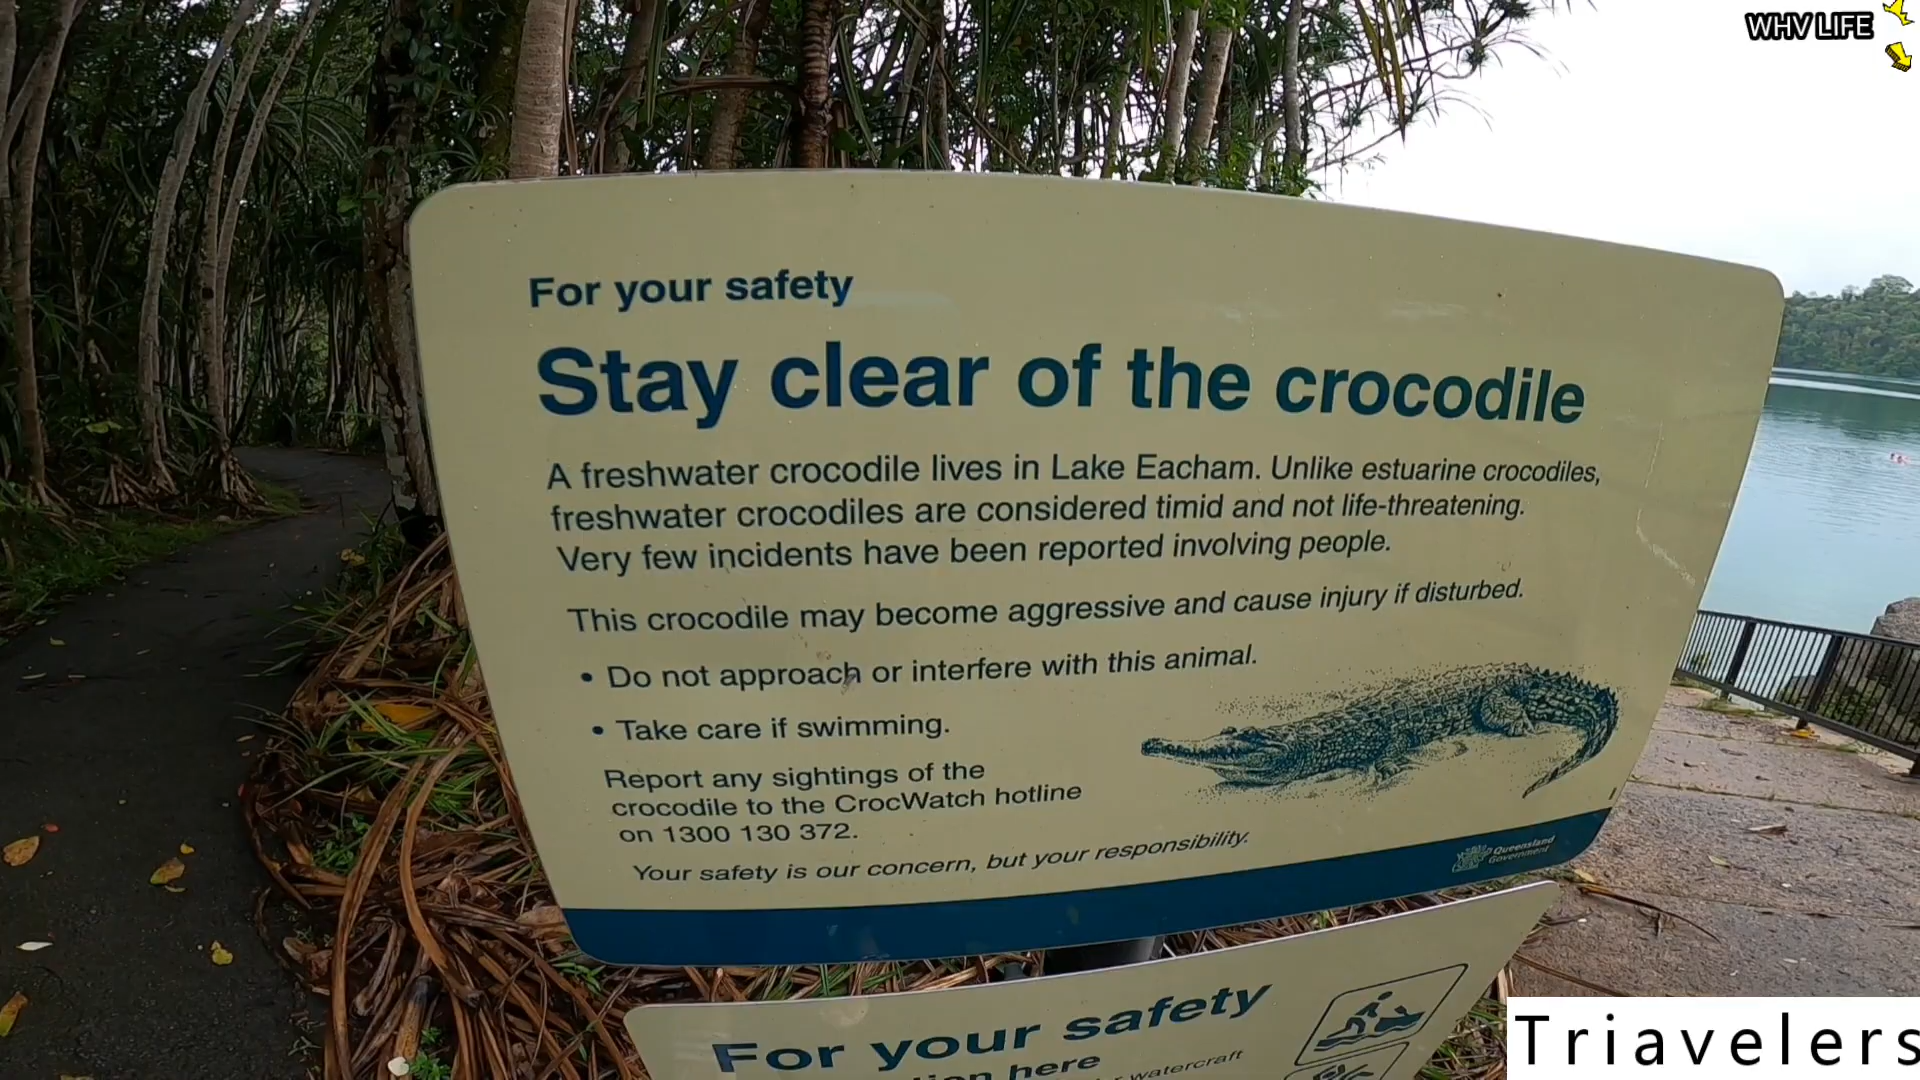 WHV LIFE
For your safety
Stay clear of the crocodile
A freshwater crocodile lives in Lake Eacham. Unlike estuarine crocodiles,
freshwater crocodiles are considered timid and not life-threatening.
Very few incidents have been reported involving people.
This crocodile may become aggressive and cause injury if disturbed.
• Do not approach or interfere with this animal.
• Take care if swimming.
Report any sightings of the
crocodile to the CrocWatch hotline
on 1300 130 372.
Your safety is our concern, but your responsibility.
Queensland
Government
For your safety
here
watercraft
Triavelers